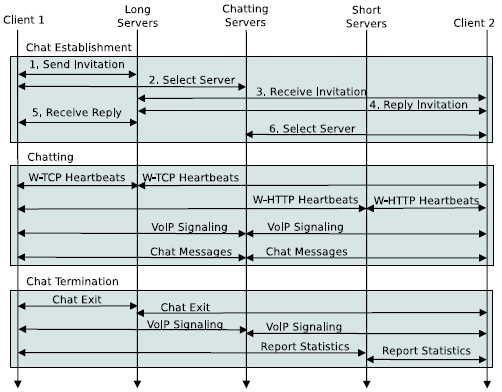 Client 1
Long
Servers
Chatting
Servers
Short
Servers
Client 2
Chat Establishment
1, Send Invitation
2. Select Server
3. Receive Invitation
4. Reply Invitation
5. Receive Reply
6. Select Server
Chatting
W-TCP Heartbeats
W-TCP Heartbeats
W-HTTP Heartbeats
W-HTTP Heartbeats
VoIP Signaling
VoIP Signaling
Chat Messages
Chat Messages
Chat Termination
Chat Exit
Chat Exit
VoIP Signaling
VoIP Signaling
Report Statistics
Report Statistics